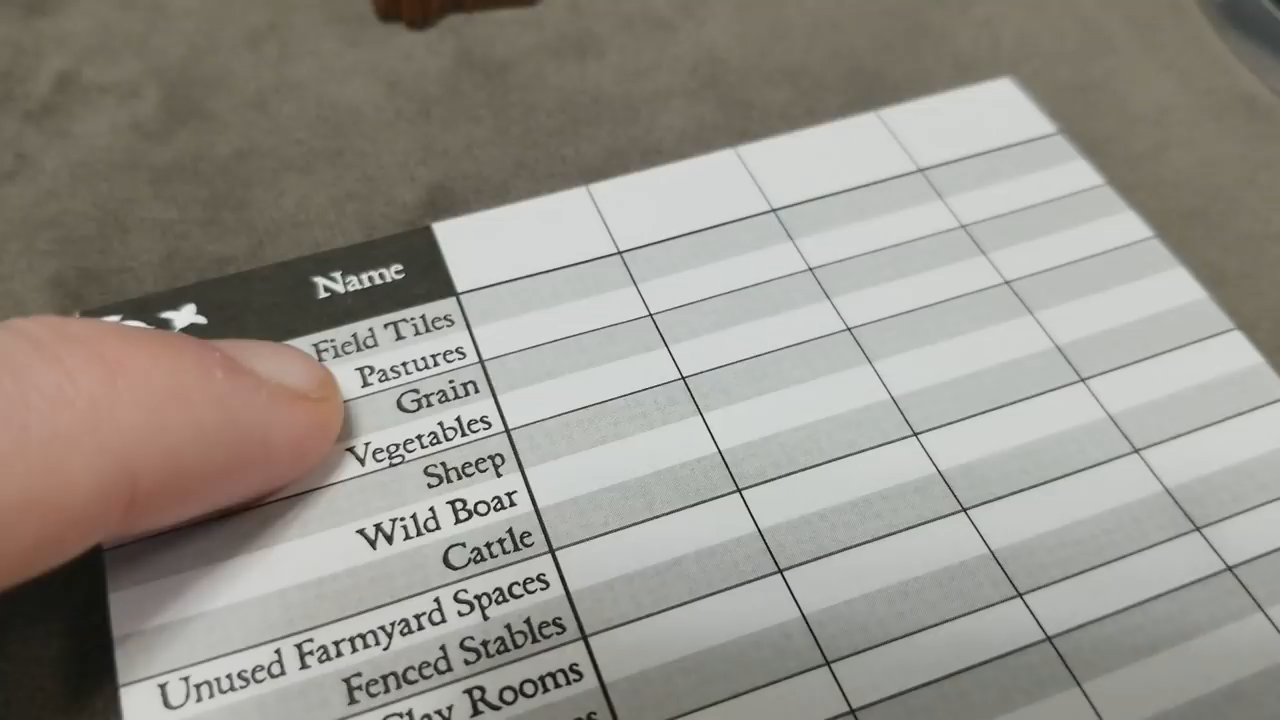 Name
Field Tiles
Pastures
Grain
Vegetables
Sheep
Wild Boar
Cattle
Unused Farmyard Spaces
Fenced Stables
Clay Rooms